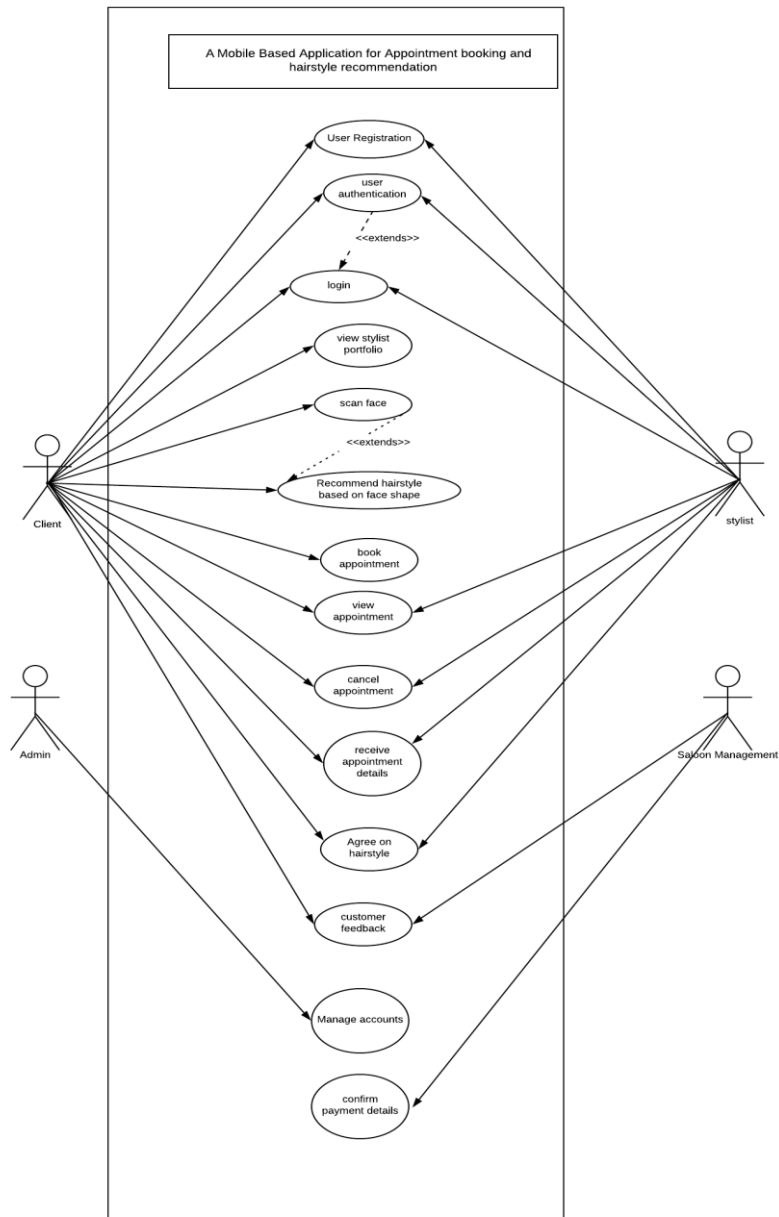 A Mobile Based Application for Appointment booking and
hairstyle recommendation
User Registration
user
authentication
<<extends>>
login
view stylist
portfolio
scan face
<<extends>>
Recommend hairstyle
based on face shape
Client
stylist
book
appointment
view
appointment
cancel
appointment
Admin
Saloon Management
receive
appointment
details
Agree on
hairstyle
customer
feedback
Manage accounts
confirm
payment details